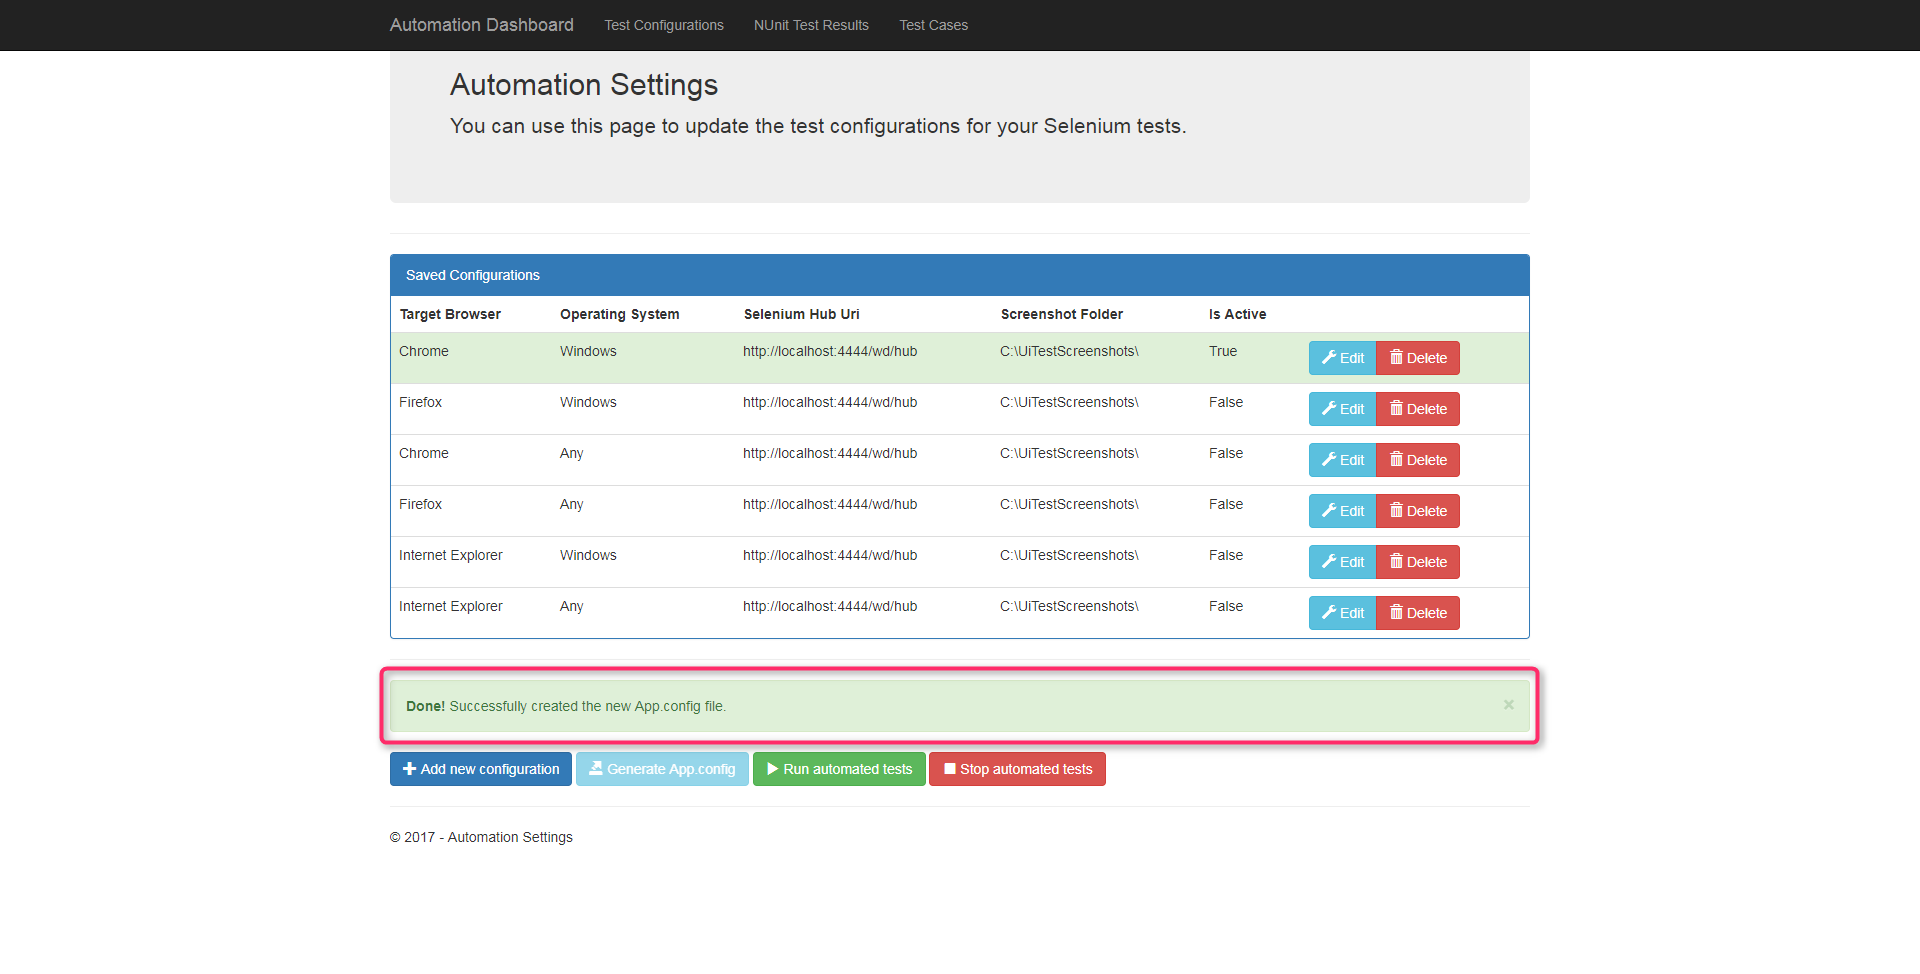 Automation Dashboard Test Configurations NUnit Test Results Test Cases
Automation Settings
You can use this page to update the test configurations for your Selenium tests.
Saved Configurations
Target Browser Operating System Selenium Hub Uri Screenshot Folder Is Active
Chrome Windows http://localhost:4444/wd/hub C:\UiTestScreenshots\ True Edit Delete
Firefox Windows http://localhost:4444/wd/hub C:\UiTestScreenshots\ False Edit Delete
Chrome Any http://localhost:4444/wd/hub C:\UiTestScreenshots\ False Edit Delete
Firefox Any http://localhost:4444/wd/hub C:\UiTestScreenshots\ False Edit Delete
Internet Explorer Windows http://localhost:4444/wd/hub C:\UiTestScreenshots\ False Edit Delete
Internet Explorer Any http://localhost:4444/wd/hub C:\UiTestScreenshots\ False Edit Delete
Done! Successfully created the new App.config file. ×
Add new configuration Generate App.config Run automated tests Stop automated tests
© 2017 - Automation Settings